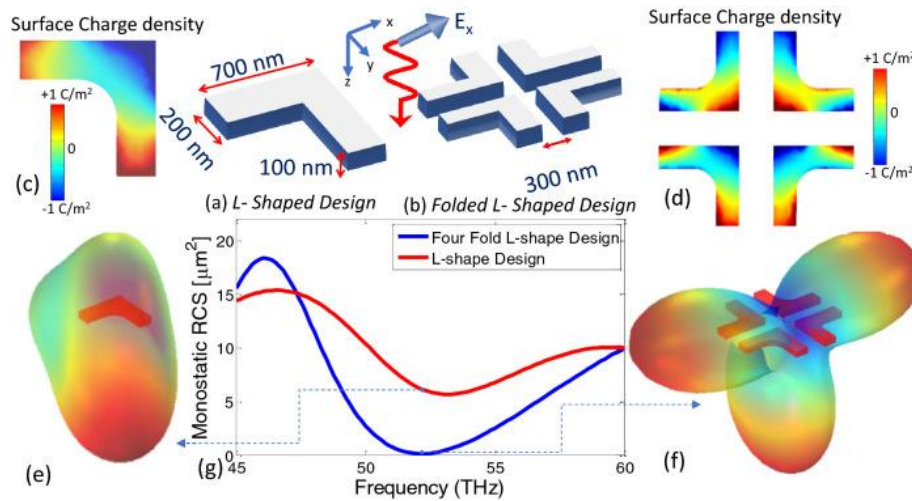 Surface Charge density
+1 C/m²
0
-1 C/m²
(c)
700 nm
200 nm
100 nm
x
y
z
Eₓ
300 nm
Surface Charge density
+1 C/m²
0
-1 C/m²
(d)
(a) L- Shaped Design
(b) Folded L- Shaped Design
Four Fold L-shape Design
L-shape Design
Monostatic RCS [μm²]
20
15
10
5
0
45
50
55
60
Frequency (THz)
(e)
(g)
(f)